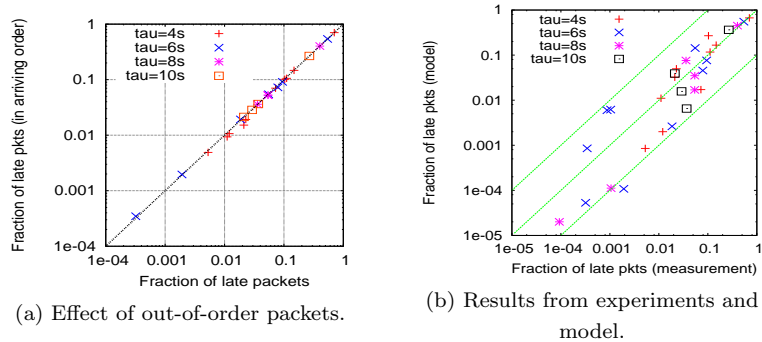 Fraction of late pkts (in arriving order)
1
0.1
0.01
0.001
1e-04
tau=4s
tau=6s
tau=8s
tau=10s
1e-04 0.001 0.01 0.1 1
Fraction of late packets
(a) Effect of out-of-order packets.
Fraction of late pkts (model)
1
0.1
0.01
0.001
1e-04
1e-05
tau=4s
tau=6s
tau=8s
tau=10s
1e-05 1e-04 0.001 0.01 0.1 1
Fraction of late pkts (measurement)
(b) Results from experiments and
model.